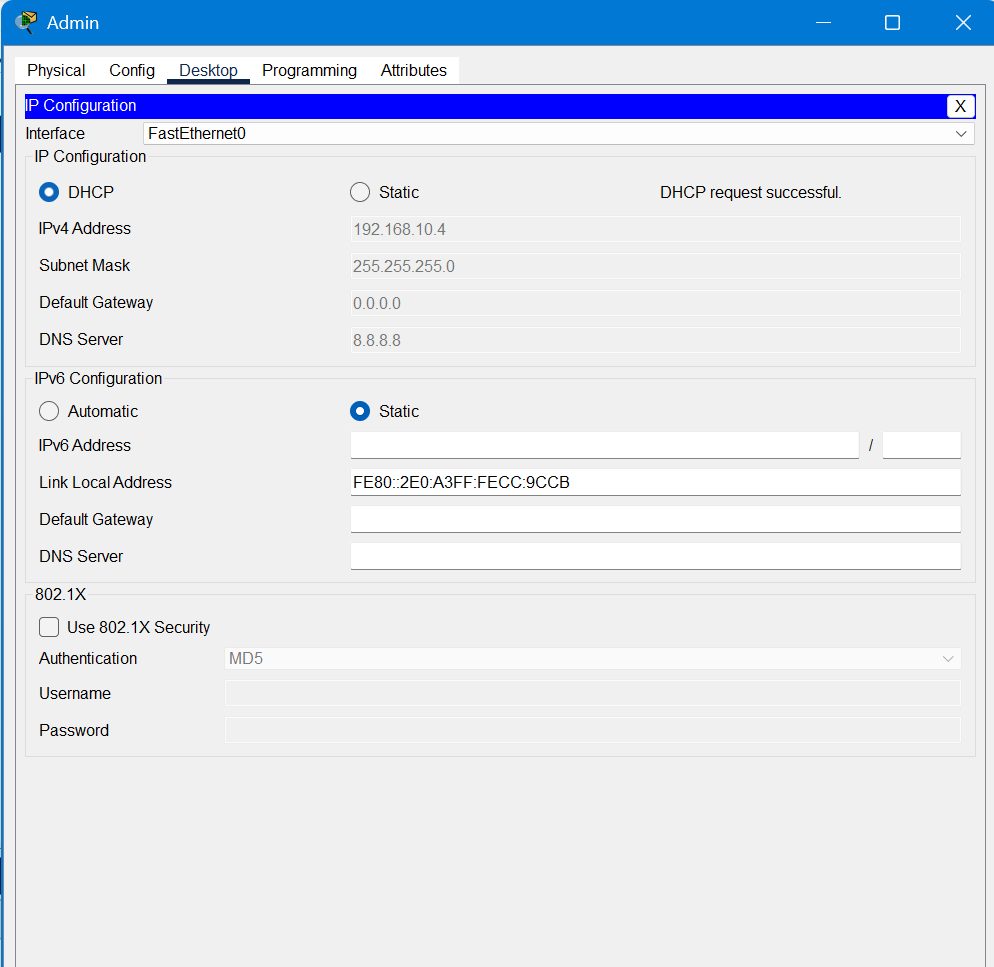 Admin
Physical Config Desktop Programming Attributes
IP Configuration X
Interface FastEthernet0
IP Configuration
DHCP Static DHCP request successful.
IPv4 Address 192.168.10.4
Subnet Mask 255.255.255.0
Default Gateway 0.0.0.0
DNS Server 8.8.8.8
IPv6 Configuration
Automatic Static
IPv6 Address /
Link Local Address FE80::2E0:A3FF:FECC:9CCB
Default Gateway
DNS Server
802.1X
Use 802.1X Security
Authentication MD5
Username
Password